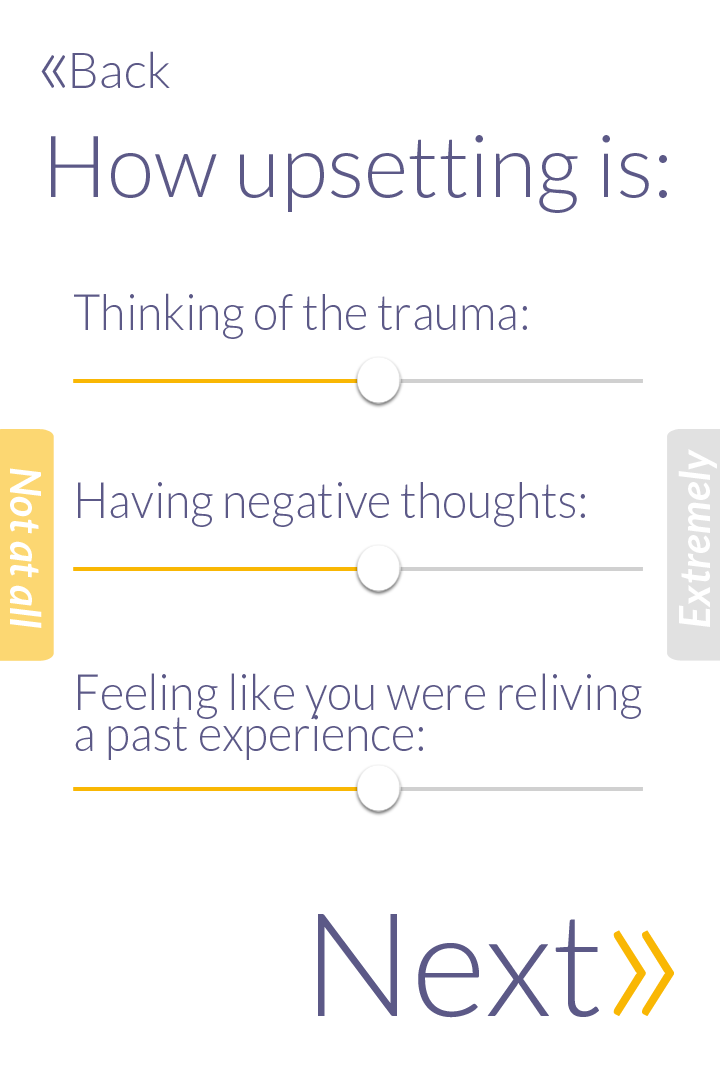 «Back
How upsetting is:
Thinking of the trauma:
Not at all
Extremely
Having negative thoughts:
Feeling like you were reliving
a past experience:
Next»